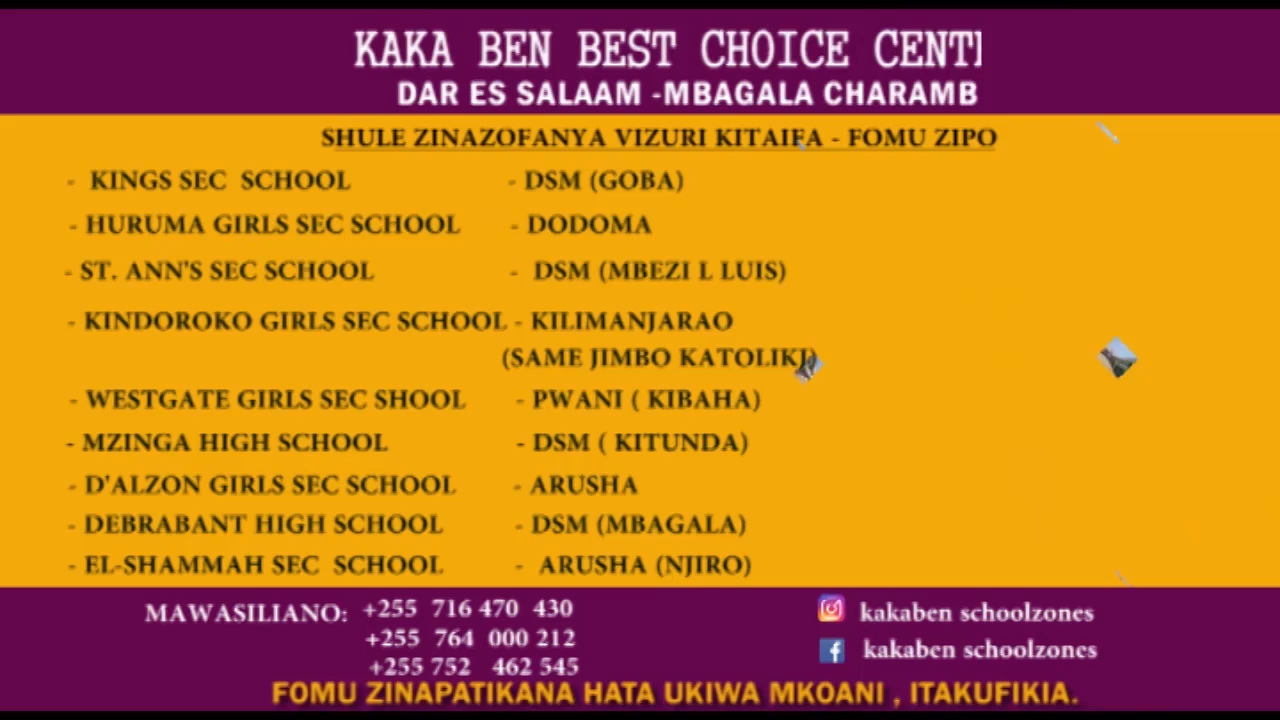 KAKA BEN BEST CHOICE CENT
DAR ES SALAAM -MBAGALA CHARAMB
SHULE ZINAZOFANYA VIZURI KITAIFA - FOMU ZIPO
- KINGS SEC SCHOOL - DSM (GOBA)
- HURUMA GIRLS SEC SCHOOL - DODOMA
- ST. ANN'S SEC SCHOOL - DSM (MBEZI L LUIS)
- KINDOROKO GIRLS SEC SCHOOL - KILIMANJARAO
(SAME JIMBO KATOLIKI)
- WESTGATE GIRLS SEC SHOOL - PWANI ( KIBAHA)
- MZINGA HIGH SCHOOL - DSM ( KITUNDA)
- D'ALZON GIRLS SEC SCHOOL - ARUSHA
- DEBRABANT HIGH SCHOOL - DSM (MBAGALA)
- EL-SHAMMAH SEC SCHOOL - ARUSHA (NJIRO)
MAWASILIANO: +255 716 470 430
+255 764 000 212
+255 752 462 545
kakaben schoolzones
kakaben schoolzones
FOMU ZINAPATIKANA HATA UKIWA MKOANI , ITAKUFIKIA.